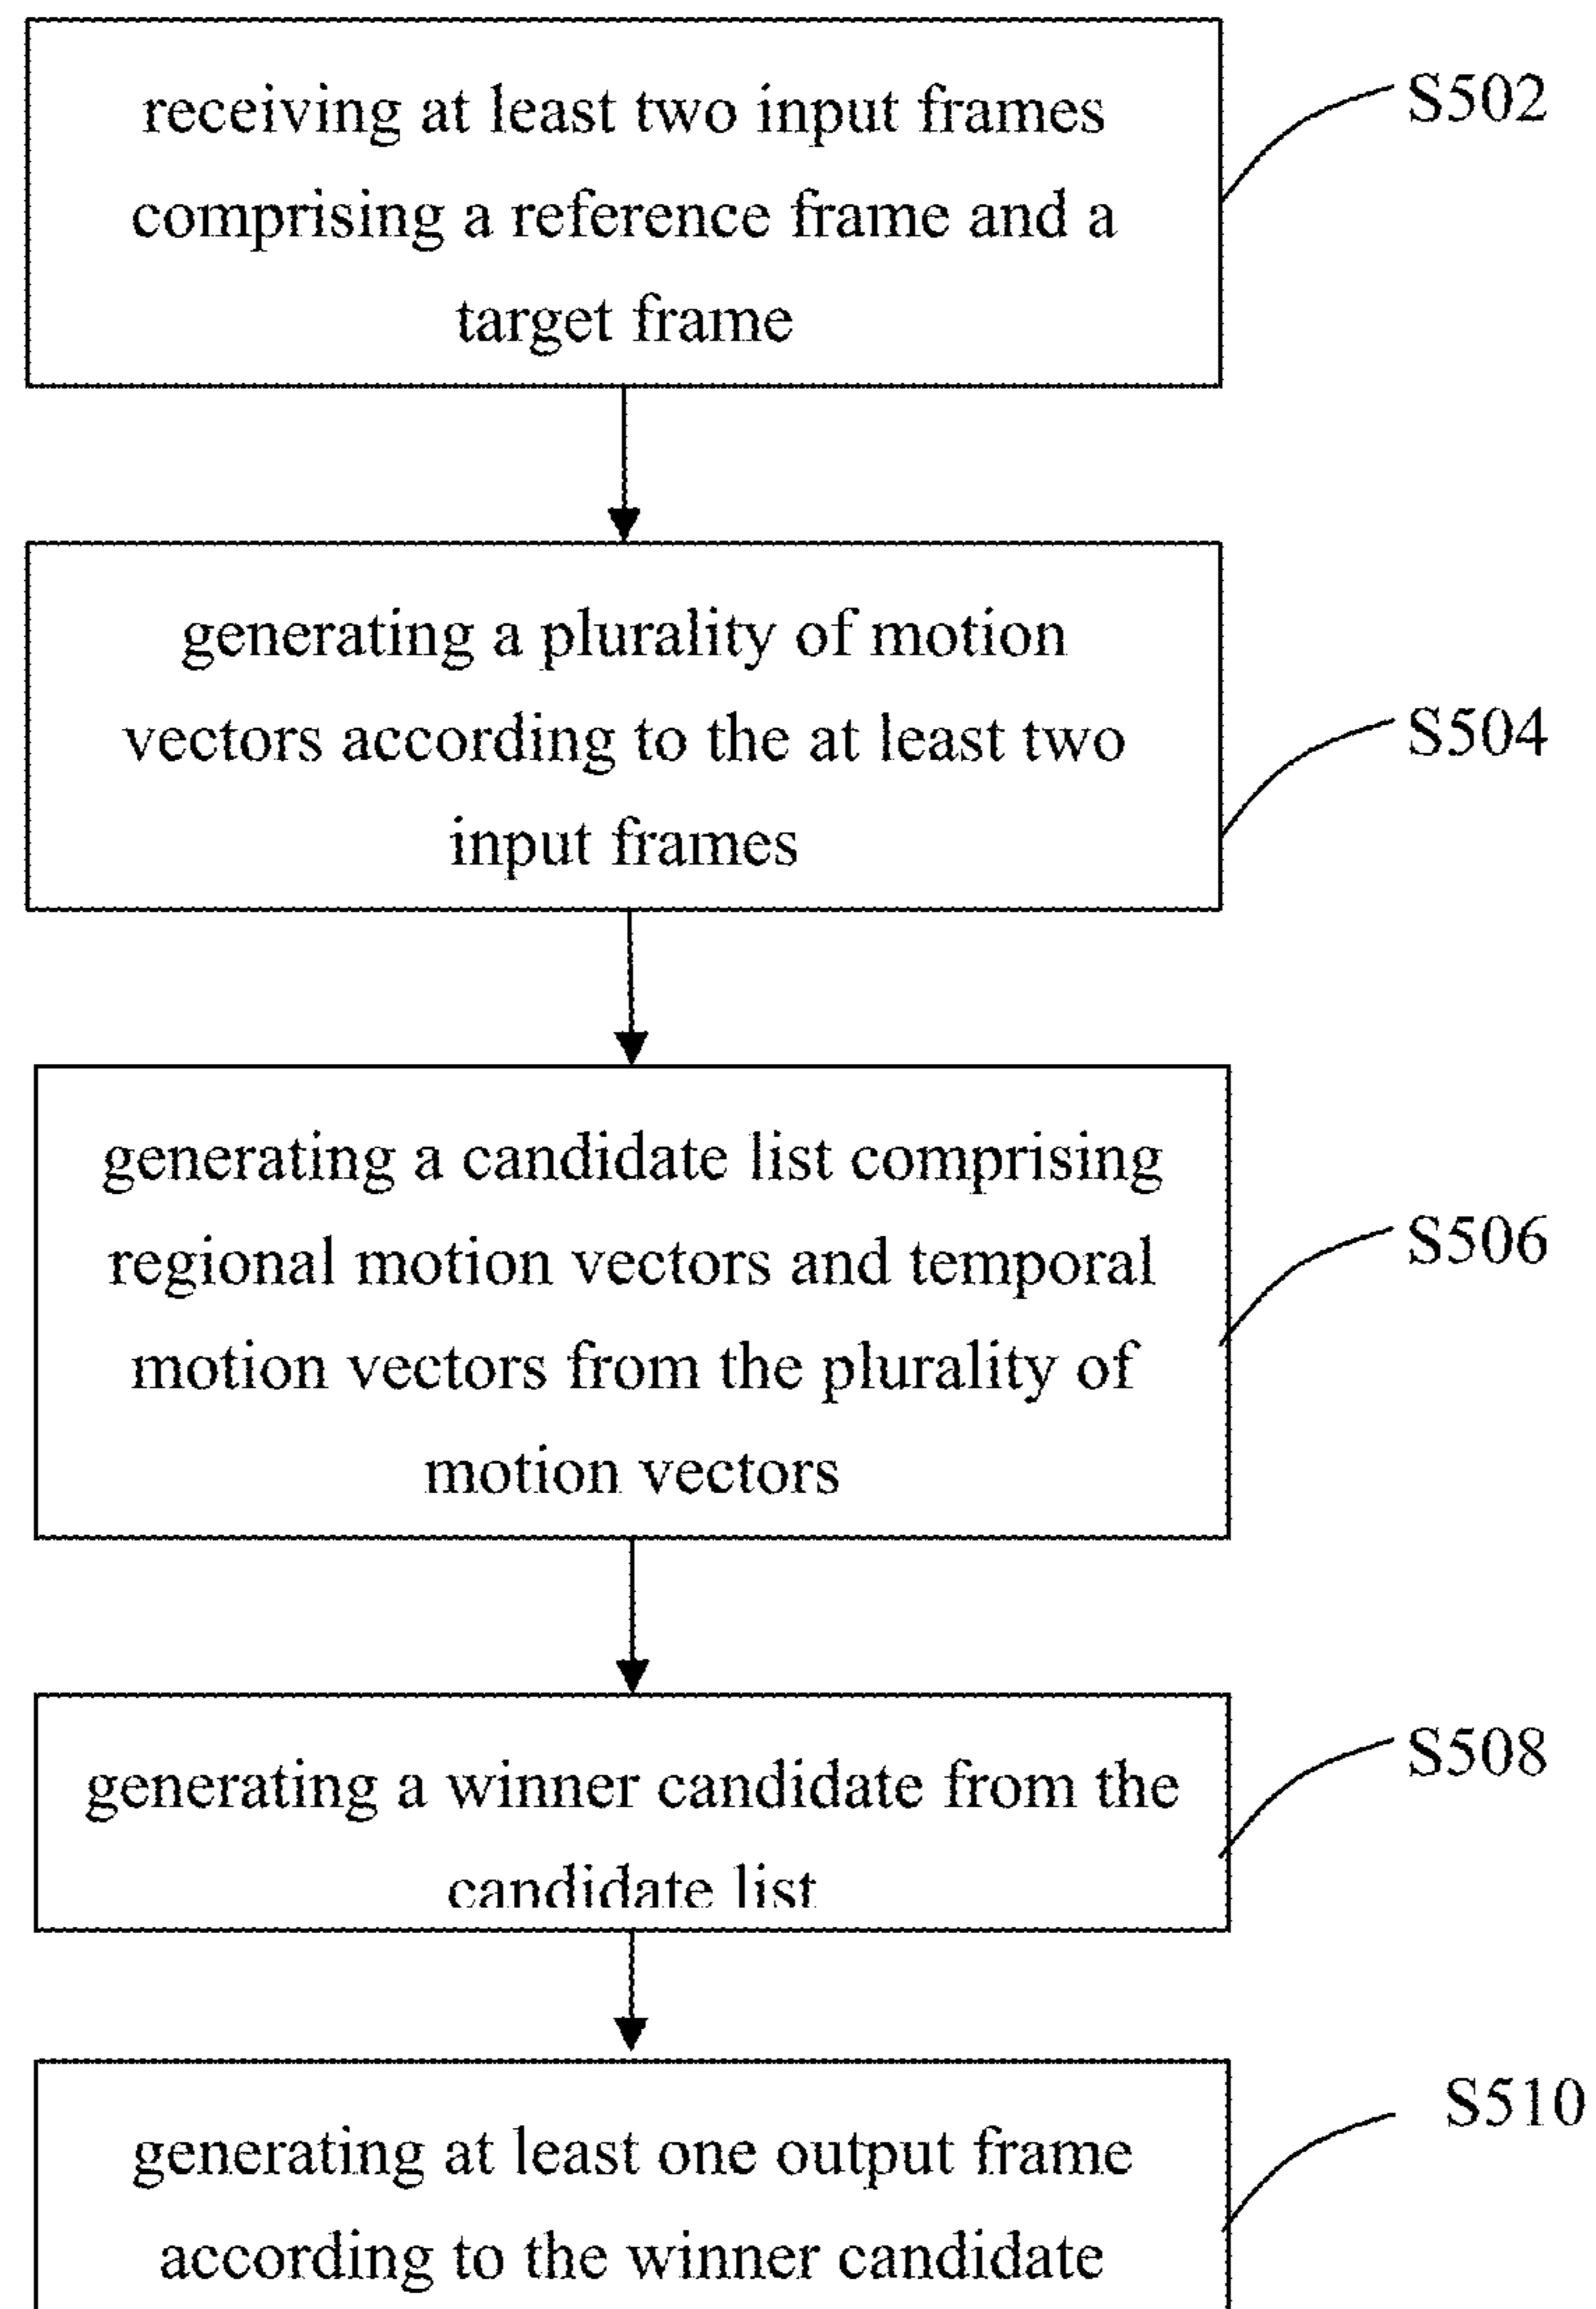 receiving at least two input frames
comprising a reference frame and a
target frame
S502
generating a plurality of motion
vectors according to the at least two
input frames
S504
generating a candidate list comprising
regional motion vectors and temporal
motion vectors from the plurality of
motion vectors
S506
generating a winner candidate from the
candidate list
S508
generating at least one output frame
according to the winner candidate
S510